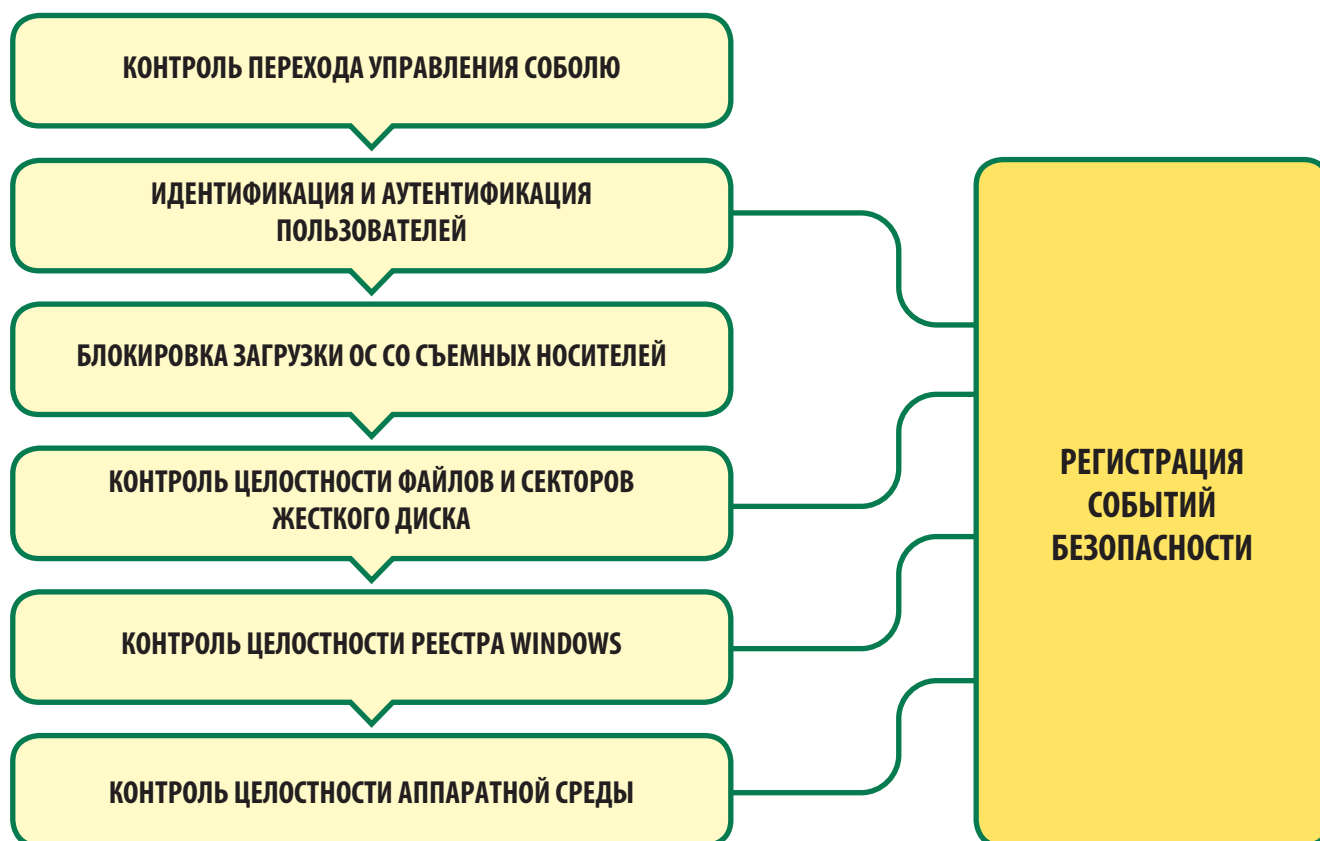 КОНТРОЛЬ ПЕРЕХОДА УПРАВЛЕНИЯ СОБОЛЮ
ИДЕНТИФИКАЦИЯ И АУТЕНТИФИКАЦИЯ
ПОЛЬЗОВАТЕЛЕЙ
БЛОКИРОВКА ЗАГРУЗКИ ОС СО СЪЕМНЫХ НОСИТЕЛЕЙ
КОНТРОЛЬ ЦЕЛОСТНОСТИ ФАЙЛОВ И СЕКТОРОВ
ЖЕСТКОГО ДИСКА
КОНТРОЛЬ ЦЕЛОСТНОСТИ РЕЕСТРА WINDOWS
КОНТРОЛЬ ЦЕЛОСТНОСТИ АППАРАТНОЙ СРЕДЫ
РЕГИСТРАЦИЯ
СОБЫТИЙ
БЕЗОПАСНОСТИ